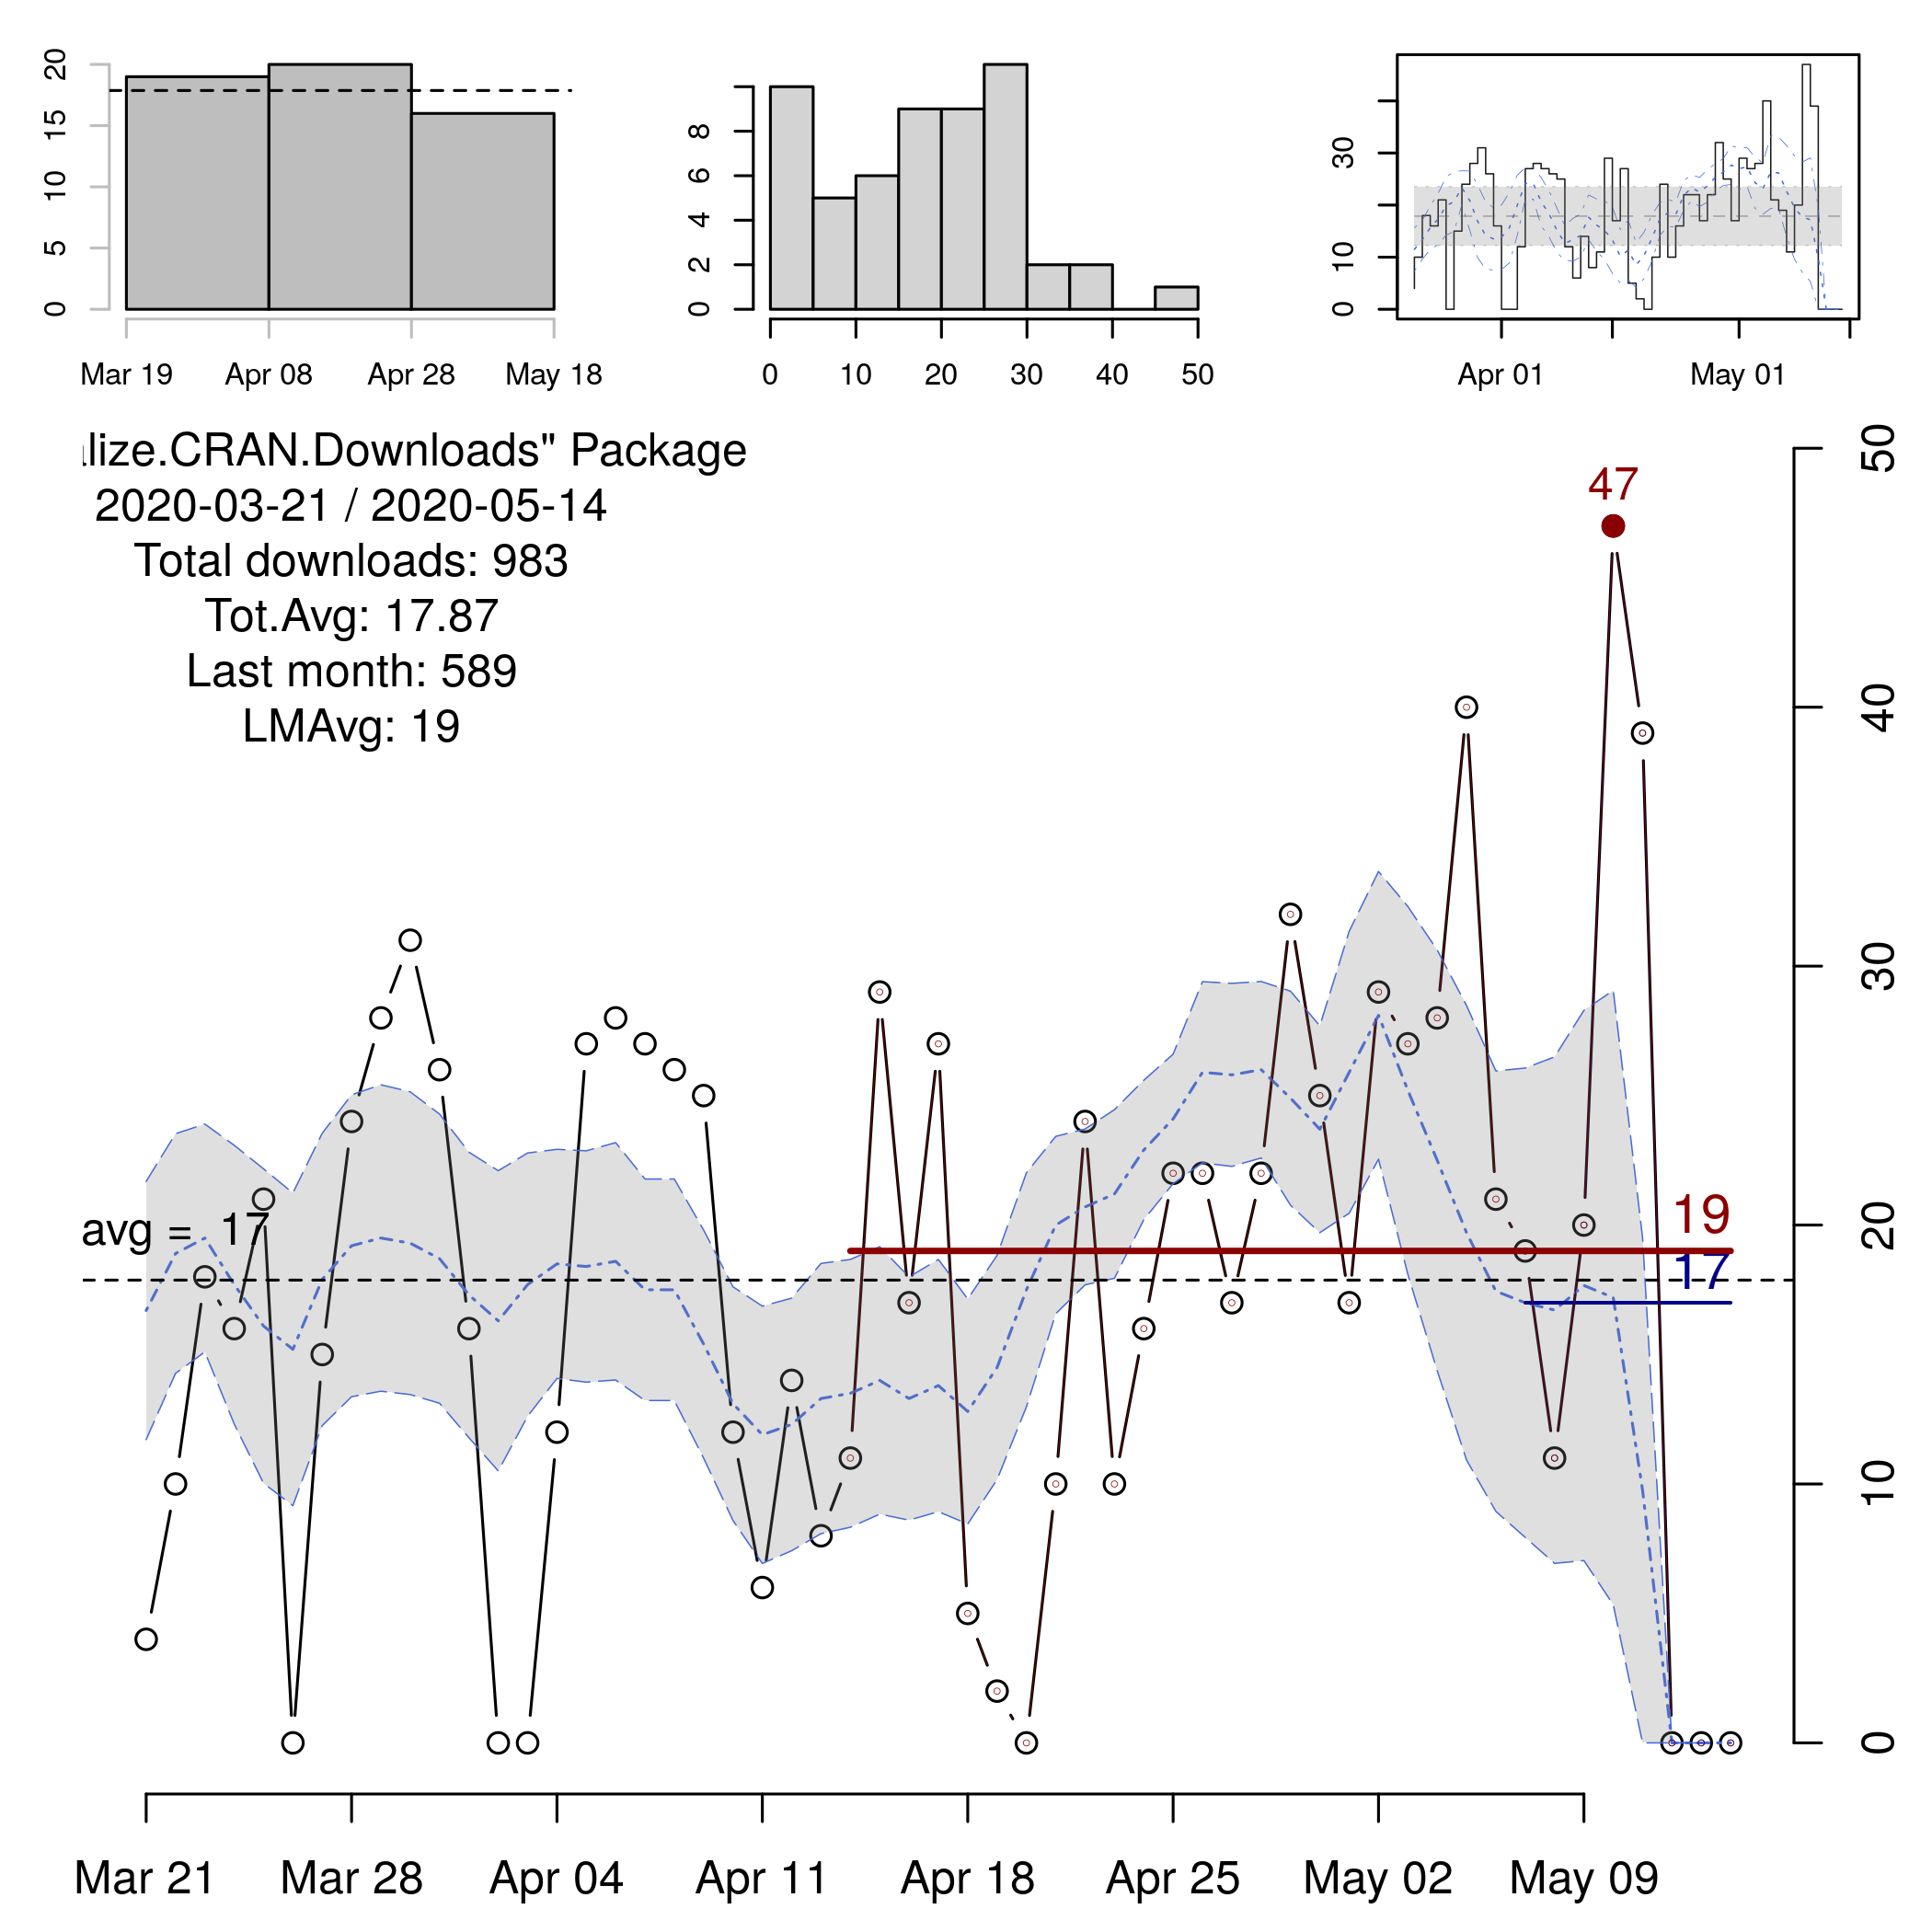 20
15
10
5
0
Mar 19 Apr 08 Apr 28 May 18
8
6
4
2
0
0 10 20 30 40 50
30
10
0
Apr 01 May 01
lize.CRAN.Downloads" Package
2020-03-21 / 2020-05-14
Total downloads: 983
Tot.Avg: 17.87
Last month: 589
LMAvg: 19
47
avg = 17
19
17
50
40
30
20
10
0
Mar 21 Mar 28 Apr 04 Apr 11 Apr 18 Apr 25 May 02 May 09